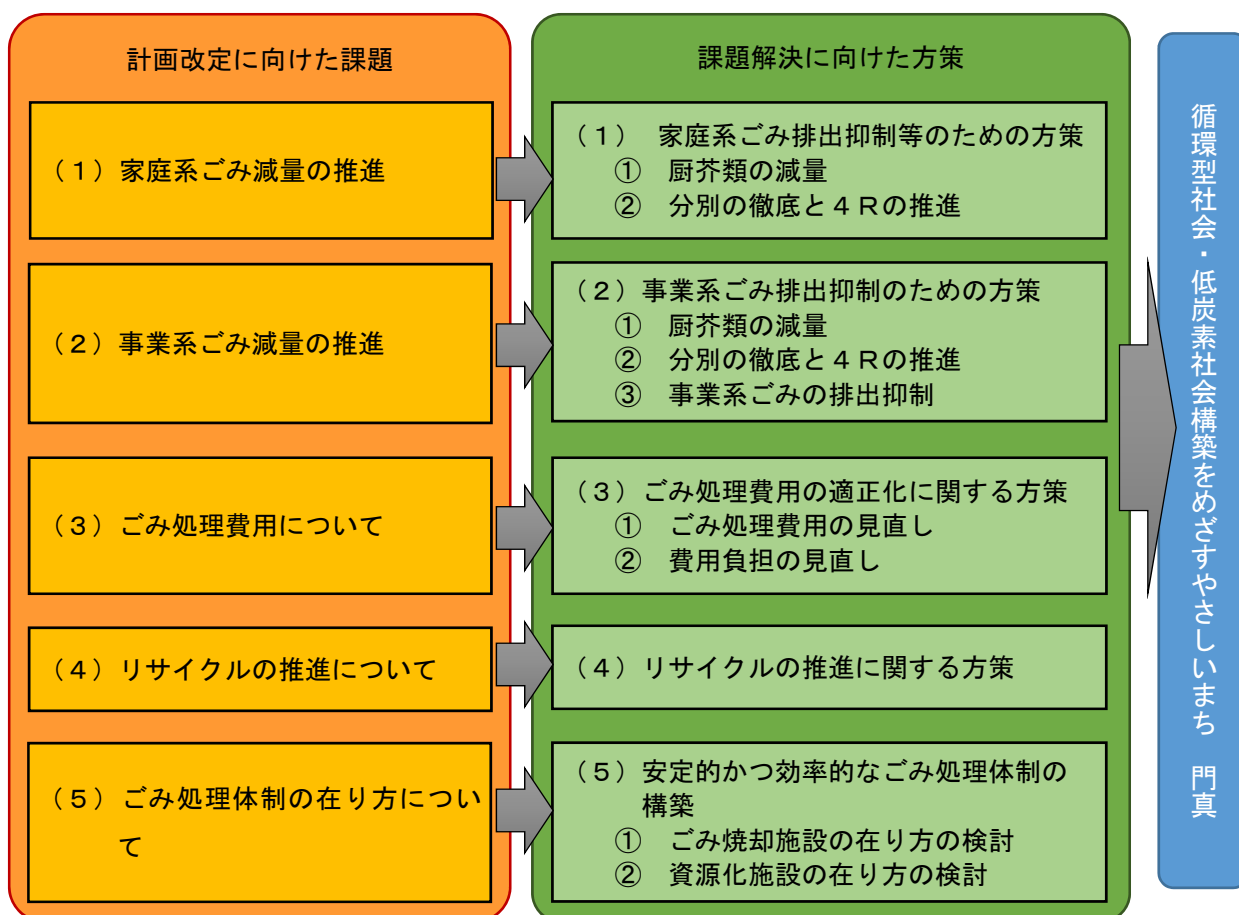 計画改定に向けた課題
（１）家庭系ごみ減量の推進
（２）事業系ごみ減量の推進
（３）ごみ処理費用について
（４）リサイクルの推進について
（５）ごみ処理体制の在り方につい
て
課題解決に向けた方策
（１）　家庭系ごみ排出抑制等のための方策
①　厨芥類の減量
②　分別の徹底と４Ｒの推進
（２）事業系ごみ排出抑制のための方策
①　厨芥類の減量
②　分別の徹底と４Ｒの推進
③　事業系ごみの排出抑制
（３）ごみ処理費用の適正化に関する方策
①　ごみ処理費用の見直し
②　費用負担の見直し
（４）リサイクルの推進に関する方策
（５）安定的かつ効率的なごみ処理体制の
構築
①　ごみ焼却施設の在り方の検討
②　資源化施設の在り方の検討
循環型社会・低炭素社会構築をめざすやさしいまち　門真